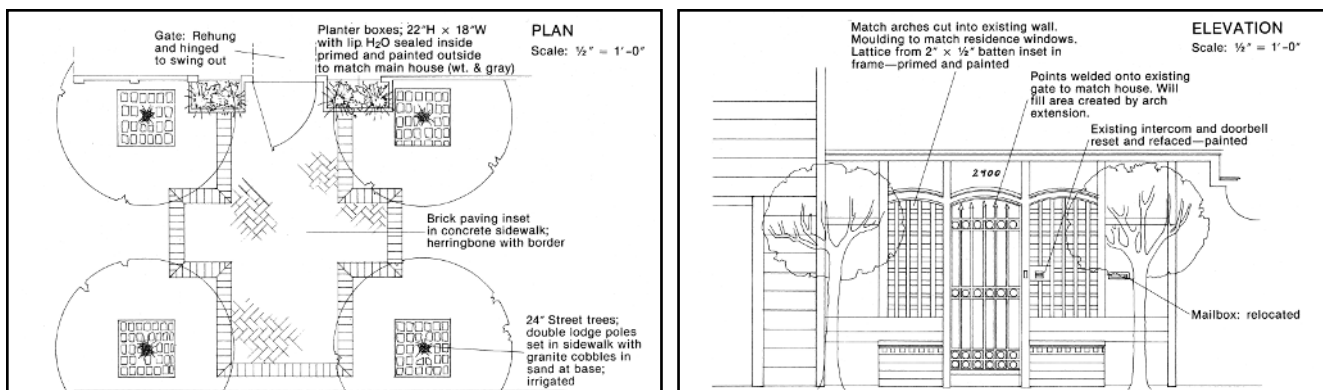 Gate: Rehung
and hinged
to swing out
Planter boxes; 22"H × 18"W
with lip H₂O sealed inside
primed and painted outside
to match main house (wt. & gray)
PLAN
Scale: ½" = 1'-0"
Brick paving inset
in concrete sidewalk;
herringbone with border
24" Street trees;
double lodge poles
set in sidewalk with
granite cobbles in
sand at base;
irrigated
Match arches cut into existing wall.
Moulding to match residence windows.
Lattice from 2" × ½" batten inset in
frame—primed and painted
ELEVATION
Scale: ½" = 1'-0"
Points welded onto existing
gate to match house. Will
fill area created by arch
extension.
Existing intercom and doorbell
reset and refaced—painted
2400
Mailbox: relocated